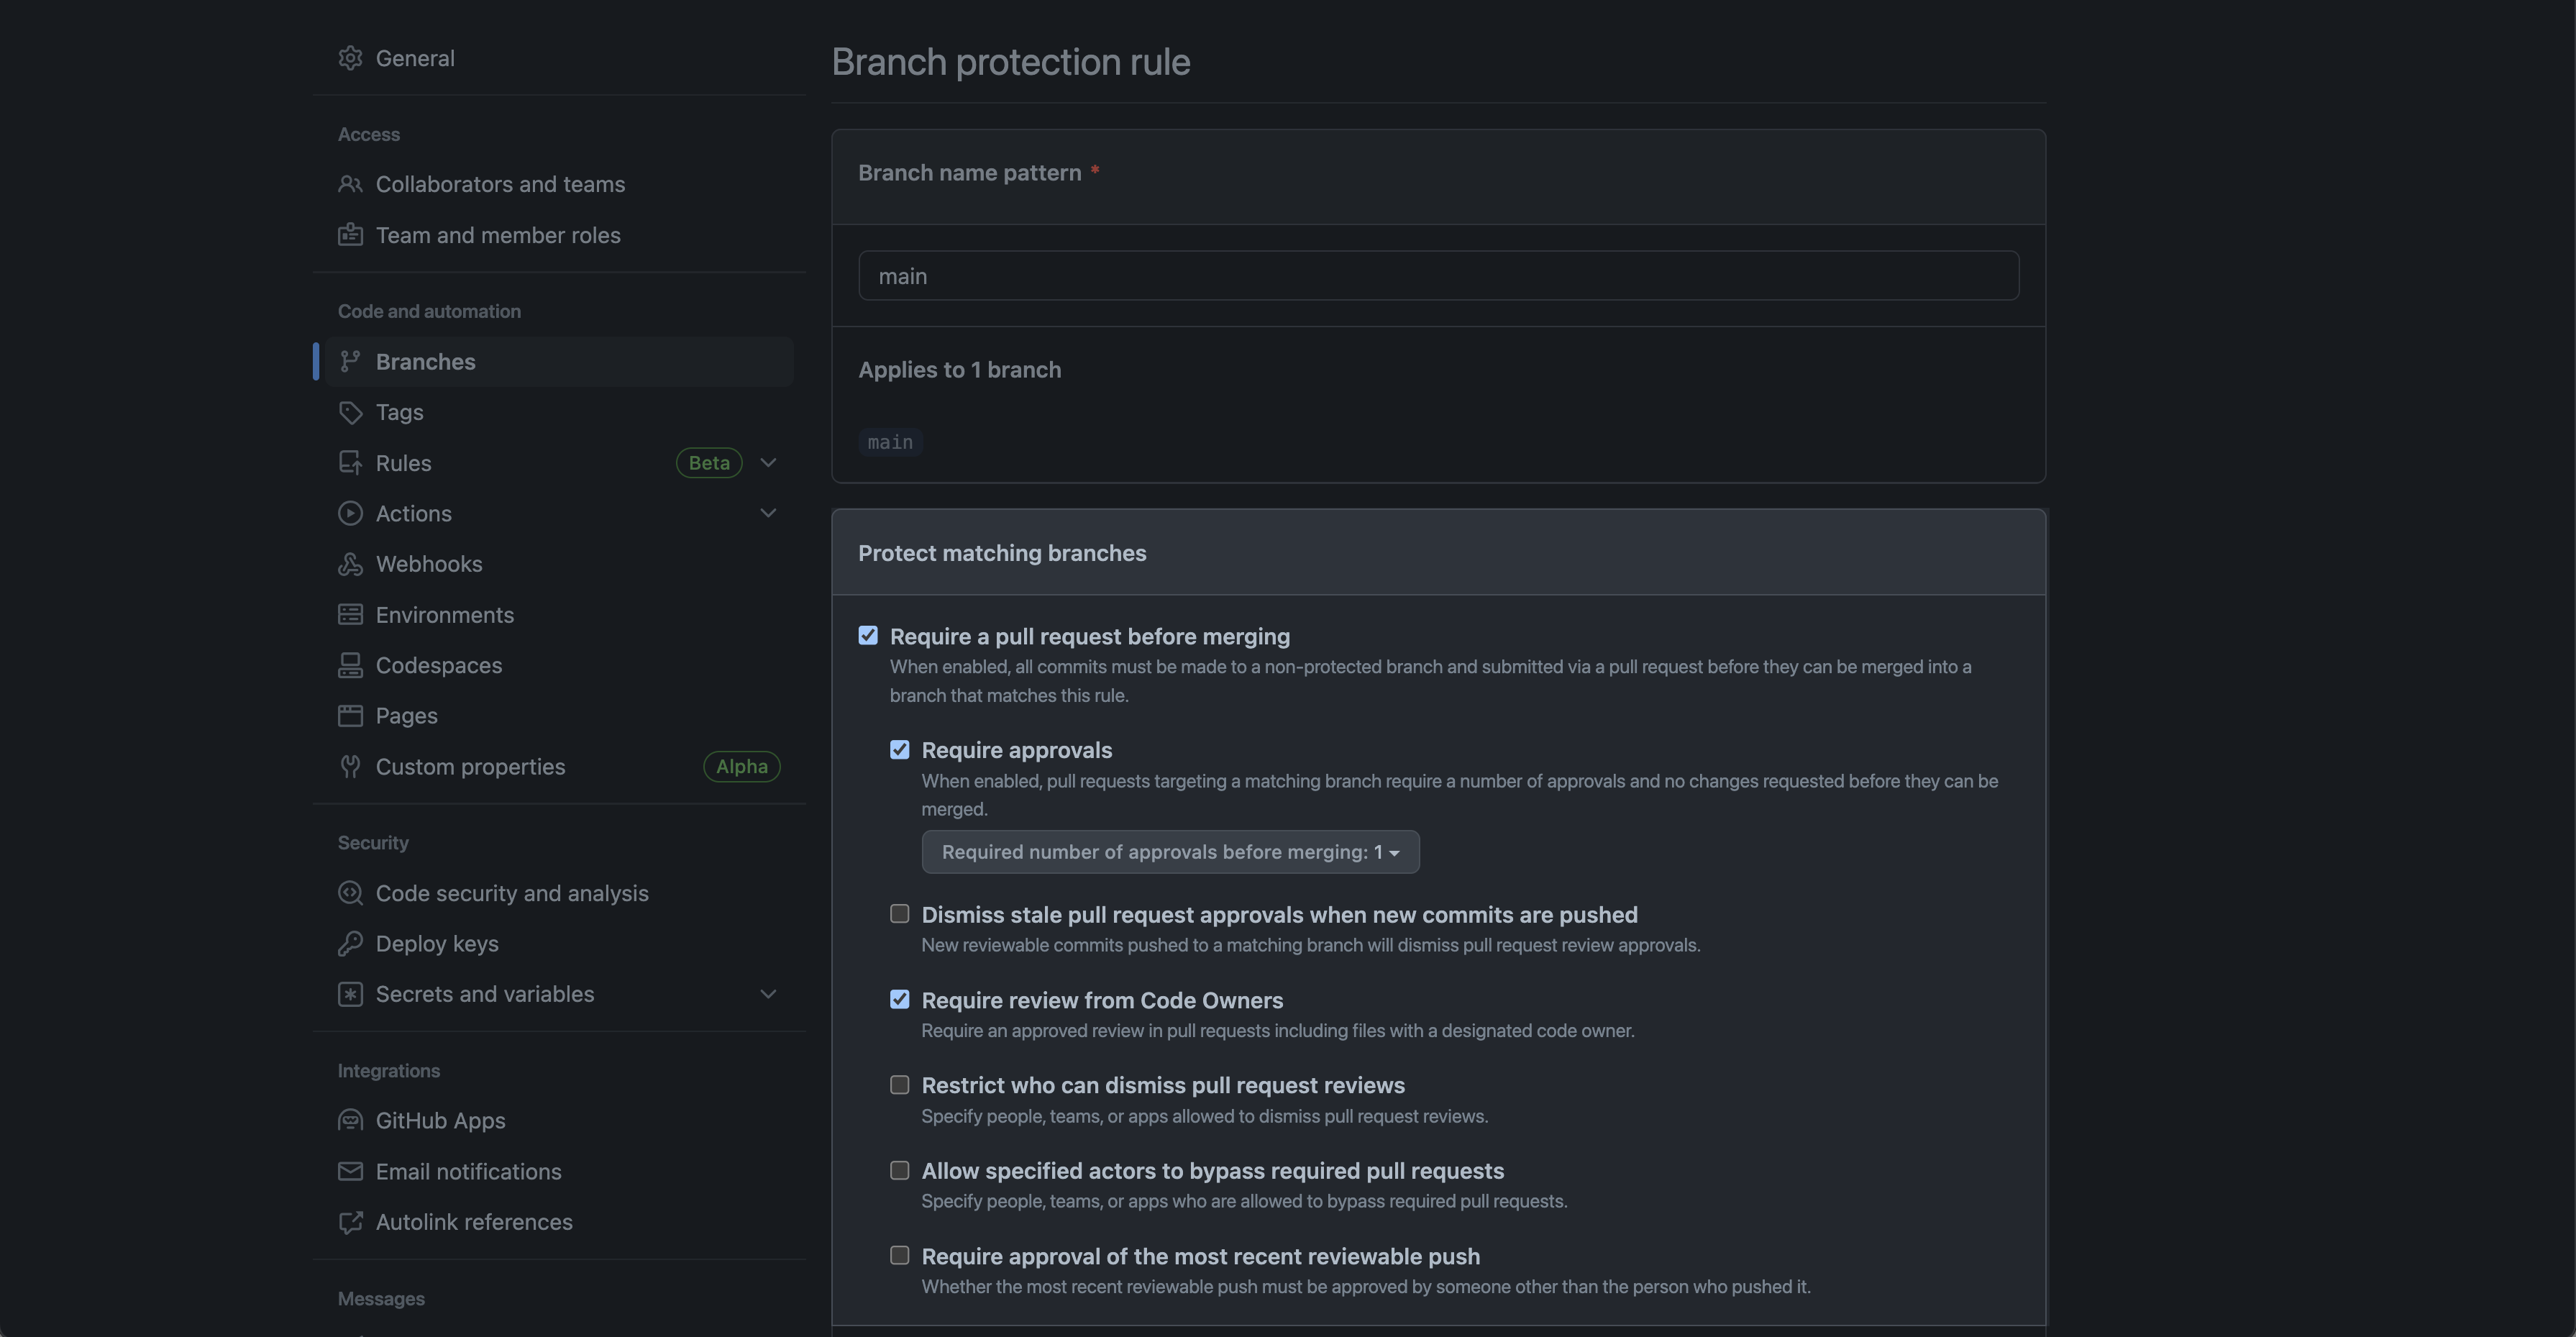 General
Access
Collaborators and teams
Team and member roles
Code and automation
Branches
Tags
Rules Beta
Actions
Webhooks
Environments
Codespaces
Pages
Custom properties Alpha
Security
Code security and analysis
Deploy keys
Secrets and variables
Integrations
GitHub Apps
Email notifications
Autolink references
Messages
Branch protection rule
Branch name pattern *
main
Applies to 1 branch
main
Protect matching branches
Require a pull request before merging
When enabled, all commits must be made to a non-protected branch and submitted via a pull request before they can be merged into a
branch that matches this rule.
Require approvals
When enabled, pull requests targeting a matching branch require a number of approvals and no changes requested before they can be
merged.
Required number of approvals before merging: 1
Dismiss stale pull request approvals when new commits are pushed
New reviewable commits pushed to a matching branch will dismiss pull request review approvals.
Require review from Code Owners
Require an approved review in pull requests including files with a designated code owner.
Restrict who can dismiss pull request reviews
Specify people, teams, or apps allowed to dismiss pull request reviews.
Allow specified actors to bypass required pull requests
Specify people, teams, or apps who are allowed to bypass required pull requests.
Require approval of the most recent reviewable push
Whether the most recent reviewable push must be approved by someone other than the person who pushed it.